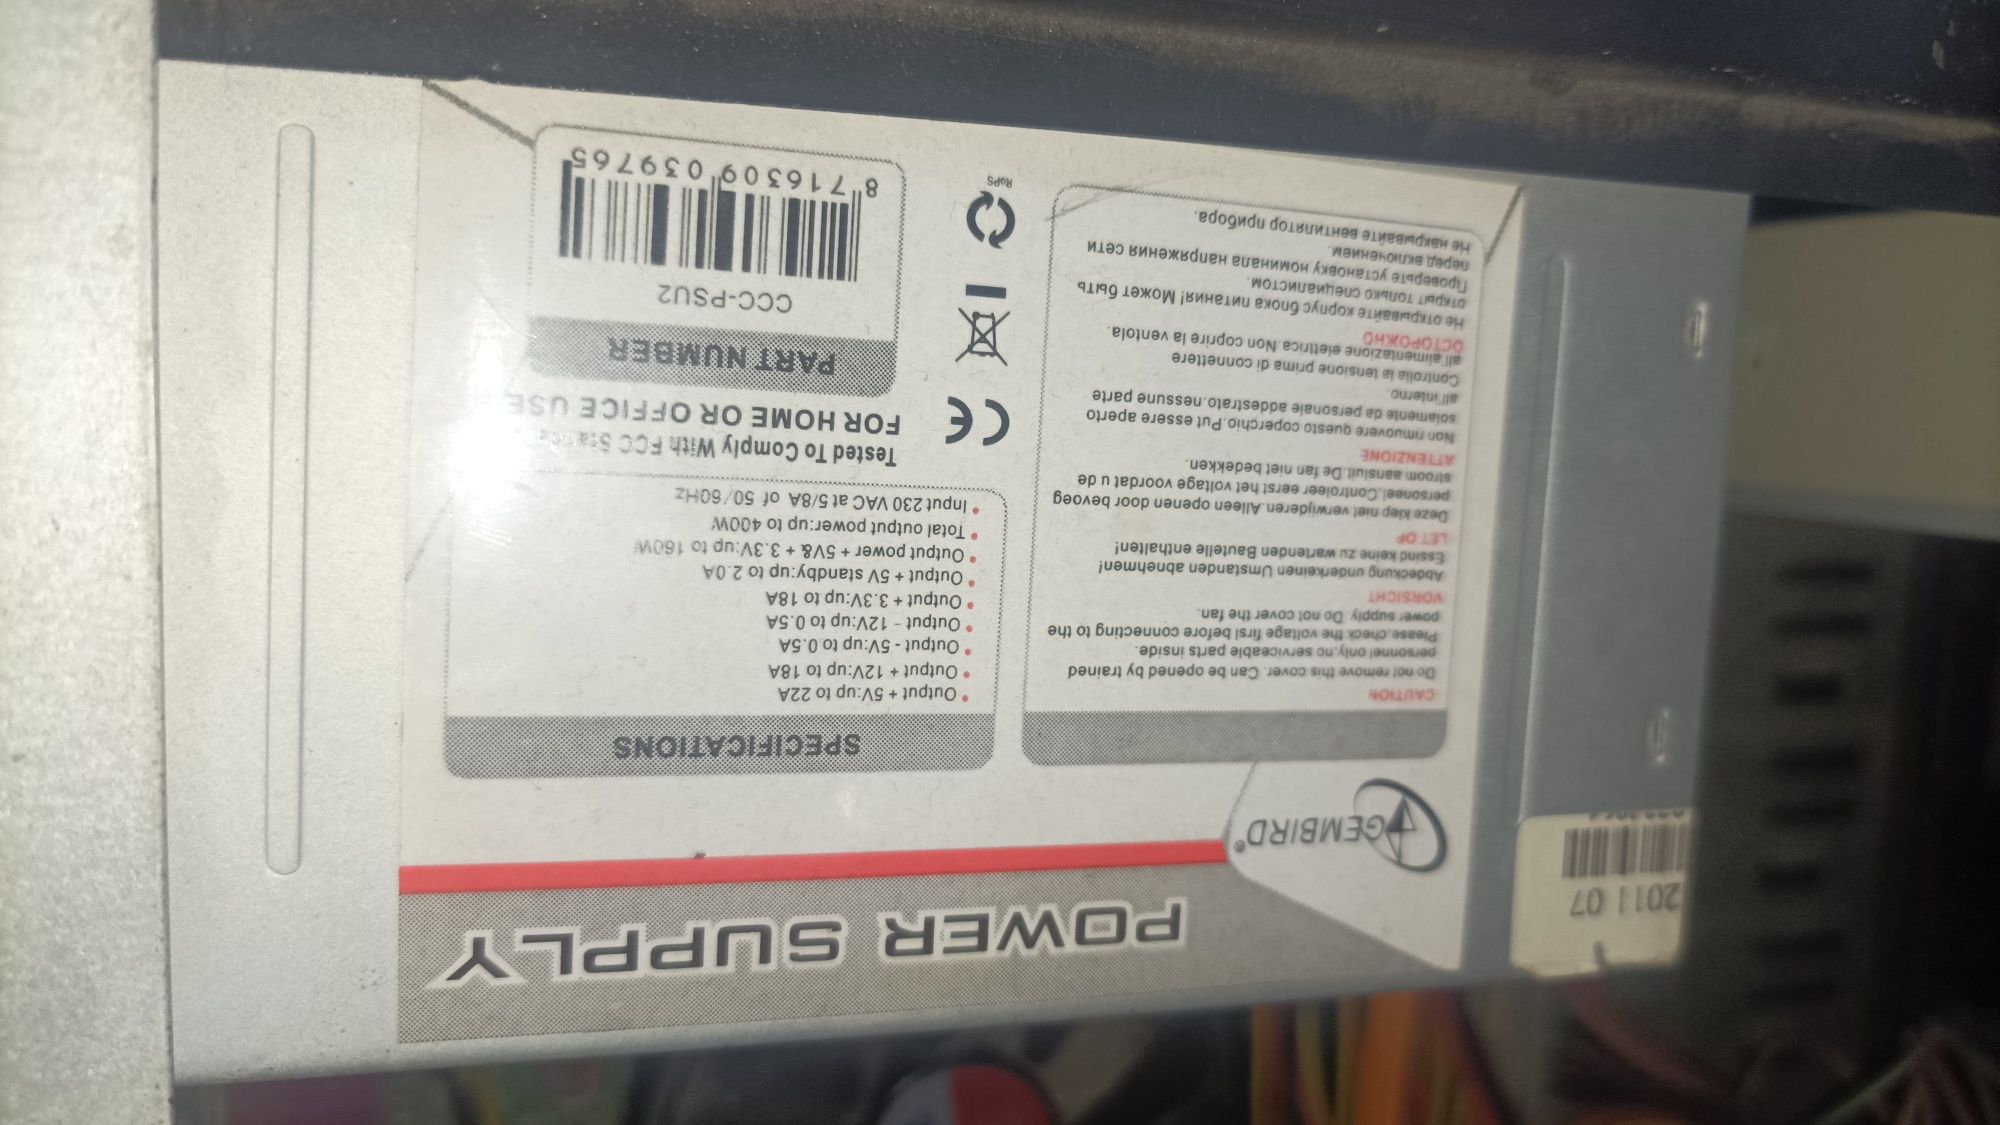 POWER SUPPLY
GEMBIRD®
2011 07
CAUTION
Do not remove this cover. Can be opened by trained
personnel only,no serviceable parts inside.
Please,check the voltage first before connecting to the
power supply. Do not cover the fan.
VORSICHT
Abdeckung underkeinen Umstanden abnehmen!
Essind keine zu wartenden Bautelle enthalten!
LET OP
Deze klep niet verwijderen.Alleen openen door bevoeg
personeel.Controleer eerst het voltage voordat u de
stroom aansluit.De fan niet bedekken.
ATTENZIONE
Non rimuovere questo coperchio.Put essere aperto
solamente da personale addestrato.nessune parte
all'interno.
Controlla la tensione prima di connettere
all'alimentazione elettrica.Non coprire la ventola.
ОСТОРОЖНО
Не открывайте корпус блока питания! Может быть
открыт только специалистом.
Проверьте установку номинала напряжения сети
перед включением.
Не накрывайте вентилятор прибора.
SPECIFICATIONS
• Output + 5V:up to 22A
• Output + 12V:up to 18A
• Output - 5V:up to 0.5A
• Output - 12V:up to 0.5A
• Output + 3.3V:up to 18A
• Output + 5V standby:up to 2.0A
• Output power + 5V& + 3.3V:up to 160W
• Total output power:up to 400W
• Input 230 VAC at 5/8A of 50/60Hz
Tested To Comply With FCC
FOR HOME OR OFFICE USE
PART NUMBER
CCC-PSU2
8 716309 039765
CE
RoPS